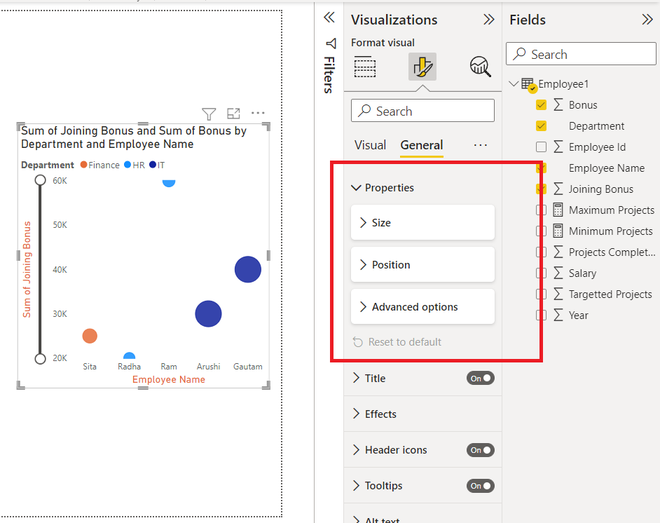 Sum of Joining Bonus and Sum of Bonus by
Department and Employee Name
Department Finance HR IT
Sum of Joining Bonus
60K
50K
40K
30K
20K
Sita Radha Ram Arushi Gautam
Employee Name
Filters
Visualizations
Format visual
Search
Visual General
Properties
Size
Position
Advanced options
Reset to default
Title On
Effects
Header icons On
Tooltips On
Alt text
Fields
Search
Employee1
Bonus
Department
Employee Id
Employee Name
Joining Bonus
Maximum Projects
Minimum Projects
Projects Complet...
Salary
Targetted Projects
Year